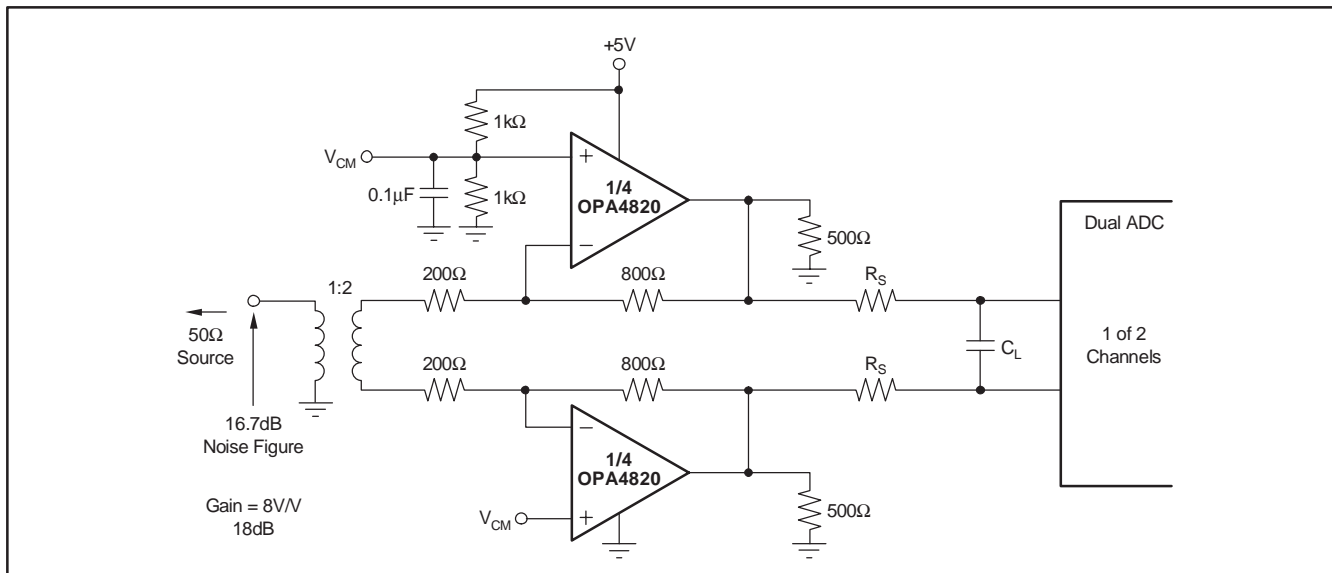 +5V
1kΩ
V_CM
0.1μF
1kΩ
+
1/4
OPA4820
−
500Ω
Dual ADC
1:2
200Ω
800Ω
R_S
50Ω
Source
C_L
1 of 2
Channels
200Ω
800Ω
R_S
16.7dB
Noise Figure
−
1/4
OPA4820
+
Gain = 8V/V
18dB
V_CM
500Ω